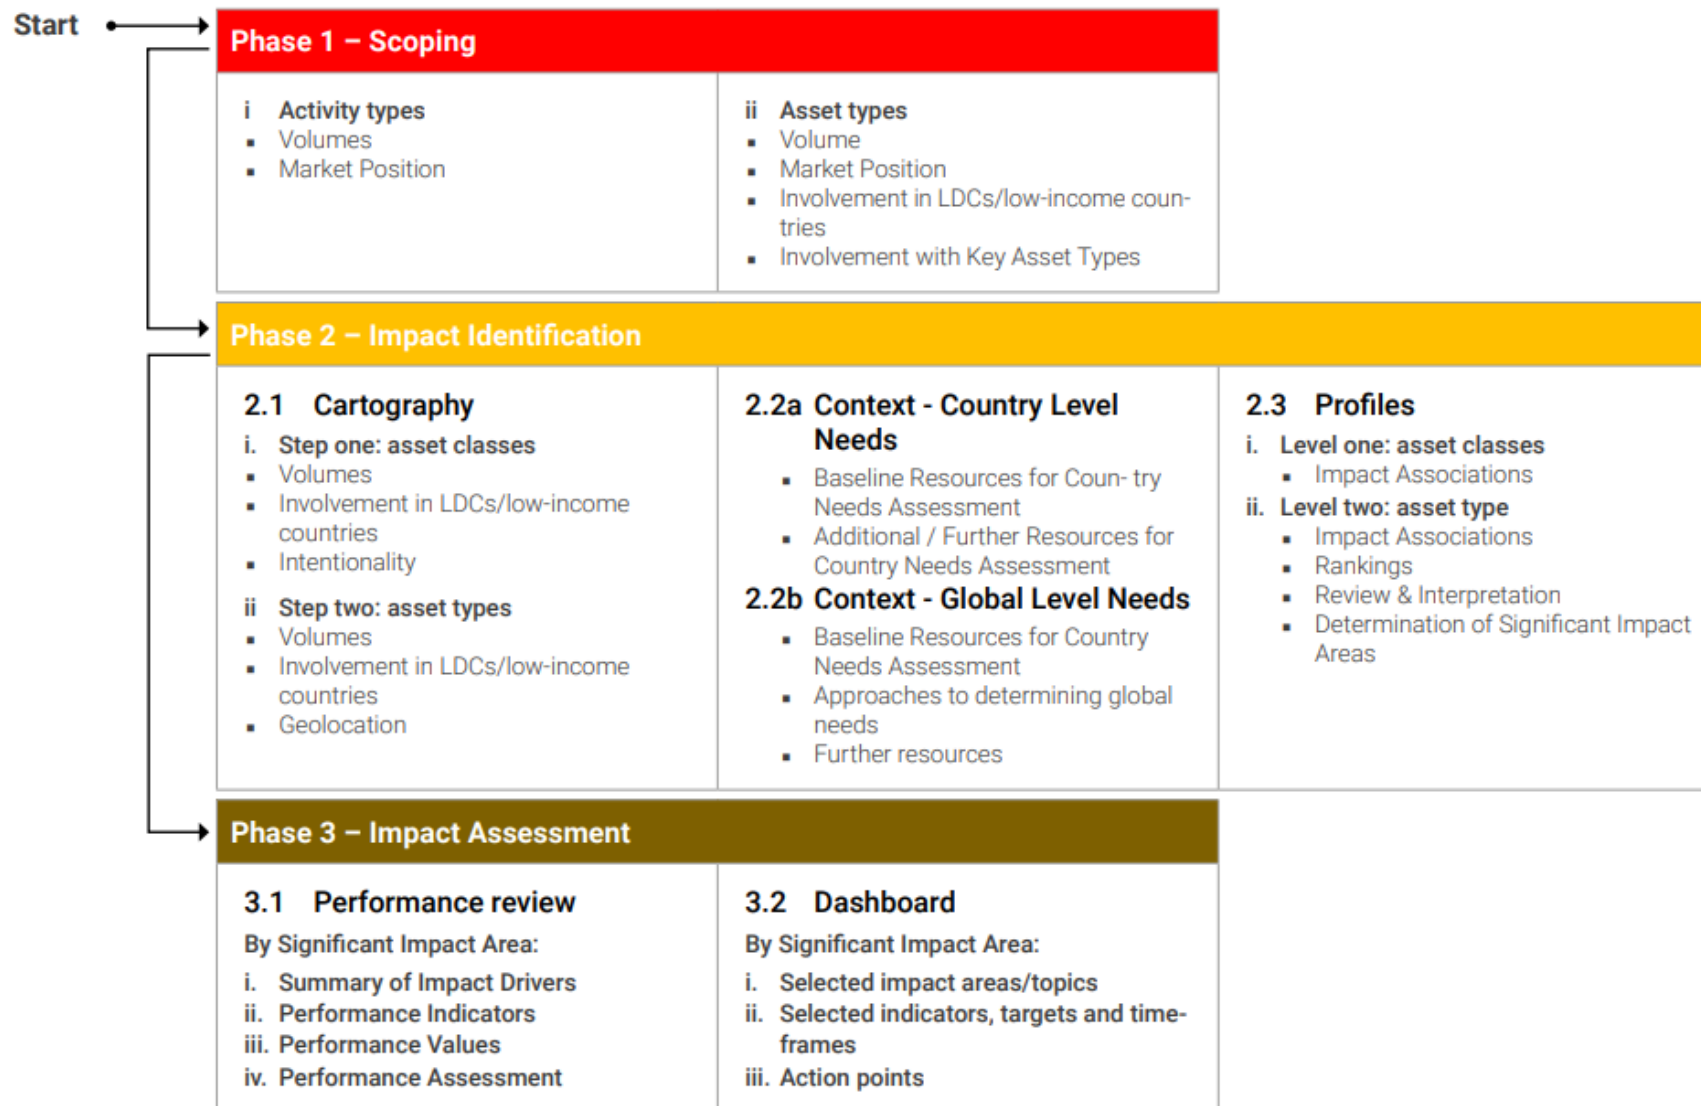 Start
Phase 1 – Scoping
i Activity types
▪ Volumes
▪ Market Position
ii Asset types
▪ Volume
▪ Market Position
▪ Involvement in LDCs/low-income coun-
tries
▪ Involvement with Key Asset Types
Phase 2 – Impact Identification
2.1 Cartography
i. Step one: asset classes
▪ Volumes
▪ Involvement in LDCs/low-income
countries
▪ Intentionality
ii Step two: asset types
▪ Volumes
▪ Involvement in LDCs/low-income
countries
▪ Geolocation
2.2a Context - Country Level
Needs
▪ Baseline Resources for Coun- try
Needs Assessment
▪ Additional / Further Resources for
Country Needs Assessment
2.2b Context - Global Level Needs
▪ Baseline Resources for Country
Needs Assessment
▪ Approaches to determining global
needs
▪ Further resources
2.3 Profiles
i. Level one: asset classes
▪ Impact Associations
ii. Level two: asset type
▪ Impact Associations
▪ Rankings
▪ Review & Interpretation
▪ Determination of Significant Impact
Areas
Phase 3 – Impact Assessment
3.1 Performance review
By Significant Impact Area:
i. Summary of Impact Drivers
ii. Performance Indicators
iii. Performance Values
iv. Performance Assessment
3.2 Dashboard
By Significant Impact Area:
i. Selected impact areas/topics
ii. Selected indicators, targets and time-
frames
iii. Action points